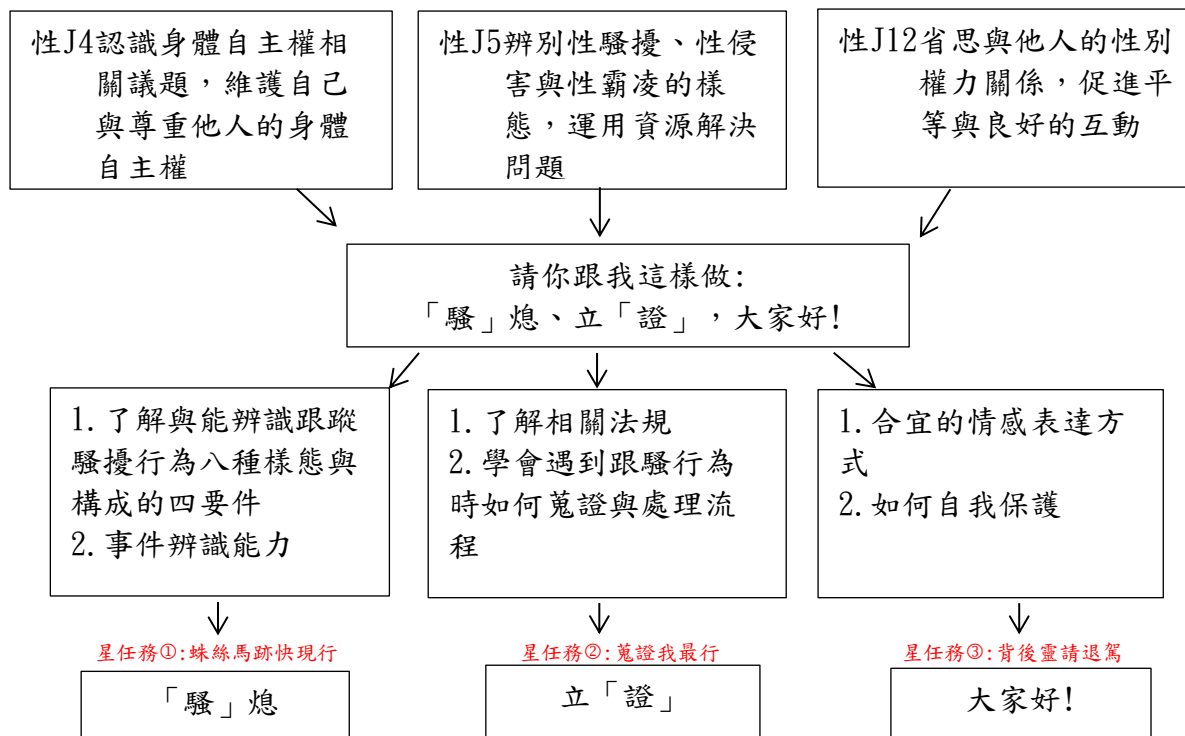 性J4認識身體自主權相
關議題，維護自己
與尊重他人的身體
自主權
性J5辨別性騷擾、性侵
害與性霸凌的樣
態，運用資源解決
問題
性J12省思與他人的性別
權力關係，促進平
等與良好的互動
請你跟我這樣做:
「騷」熄、立「證」，大家好!
1.了解與能辨識跟蹤
騷擾行為八種樣態與
構成的四要件
2.事件辨識能力
1.了解相關法規
2.學會遇到跟騷行為
時如何蒐證與處理流
程
1.合宜的情感表達方
式
2.如何自我保護
星任務①:蛛絲馬跡快現行
星任務②:蒐證我最行
星任務③:背後靈請退駕
「騷」熄
立「證」
大家好!